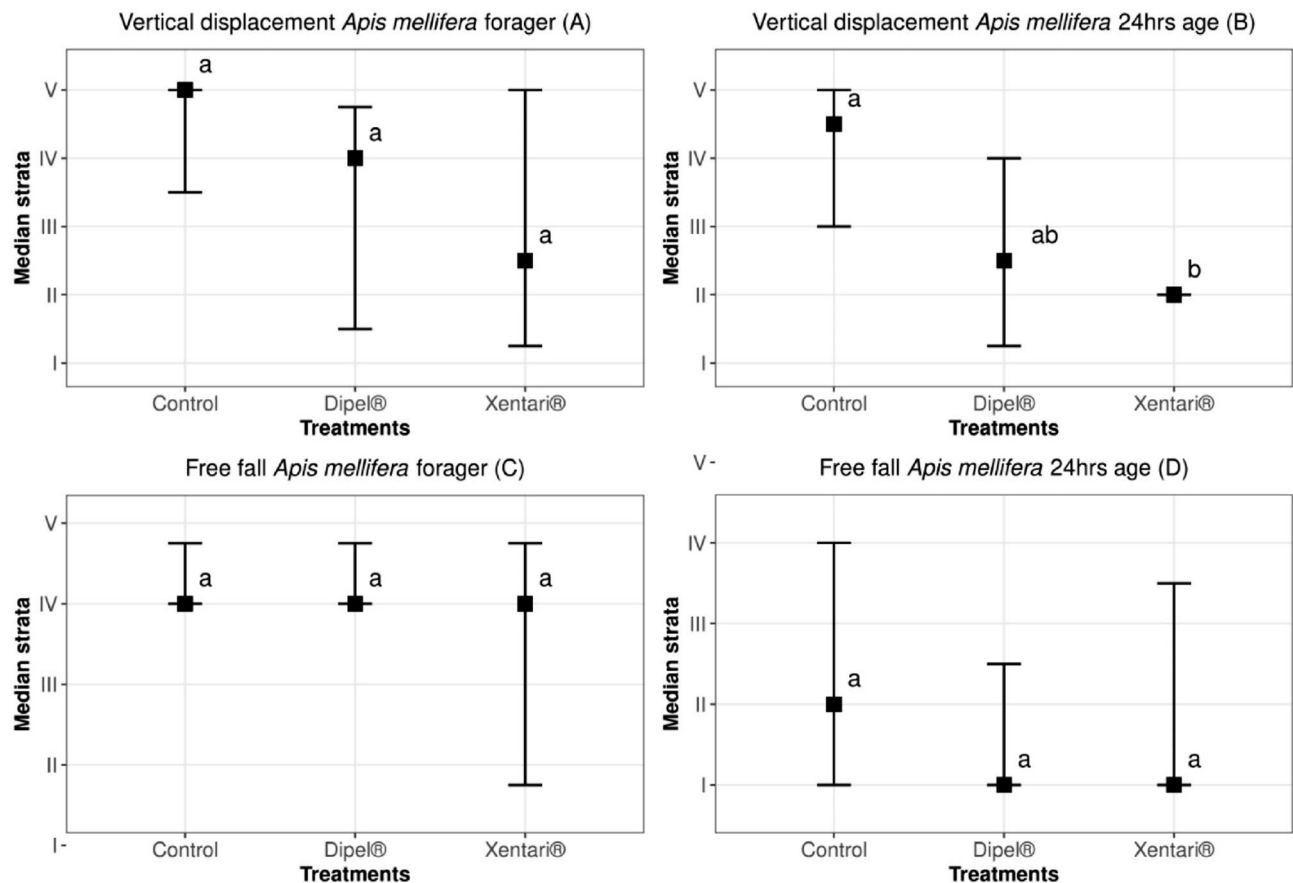 Vertical displacement Apis mellifera forager (A)
Median strata
V
IV
III
II
I
a
a
a
Control
Dipel®
Xentari®
Treatments
Vertical displacement Apis mellifera 24hrs age (B)
Median strata
V
IV
III
II
I
a
ab
b
Control
Dipel®
Xentari®
Treatments
Free fall Apis mellifera forager (C)
Median strata
V
IV
III
II
I
a
a
a
Control
Dipel®
Xentari®
Treatments
Free fall Apis mellifera 24hrs age (D)
Median strata
V
IV
III
II
I
a
a
a
Control
Dipel®
Xentari®
Treatments